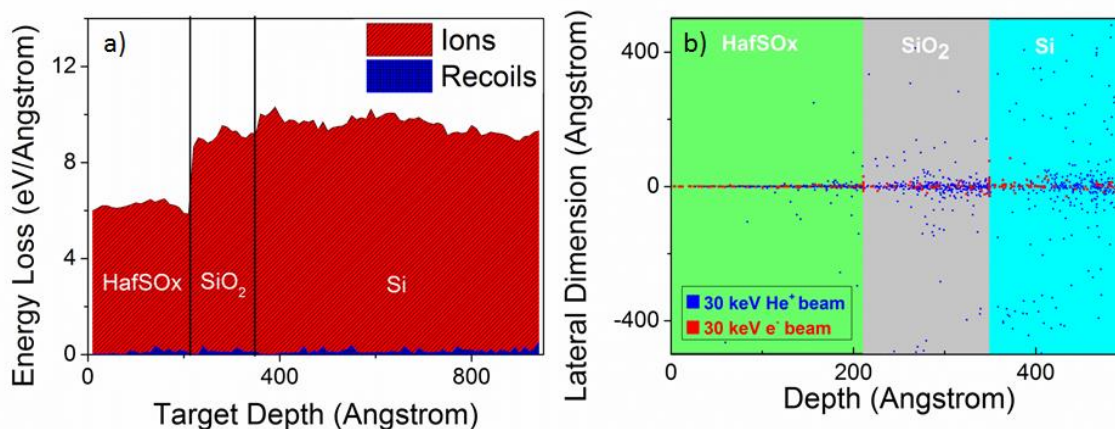 a)
Ions
Recoils
12
8
4
0
Energy Loss (eV/Angstrom)
HafSOx
SiO2
Si
0
400
800
Target Depth (Angstrom)
b)
HafSOx
SiO2
Si
400
0
-400
Lateral Dimension (Angstrom)
30 keV He+ beam
30 keV e- beam
0
200
400
Depth (Angstrom)